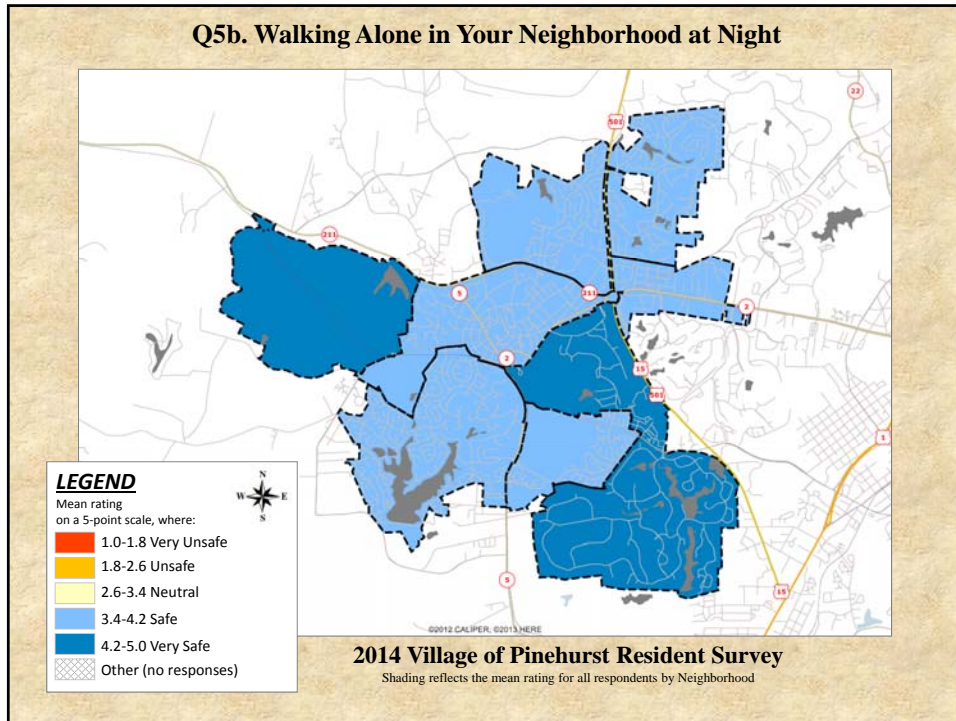 Q5b. Walking Alone in Your Neighborhood at Night
22
501
211
5
211
2
2
15
501
1
5
15
LEGEND
Mean rating
on a 5-point scale, where:
1.0-1.8 Very Unsafe
1.8-2.6 Unsafe
2.6-3.4 Neutral
3.4-4.2 Safe
4.2-5.0 Very Safe
Other (no responses)
N
W E
S
©2012 CALIPER, ©2013 HERE
2014 Village of Pinehurst Resident Survey
Shading reflects the mean rating for all respondents by Neighborhood